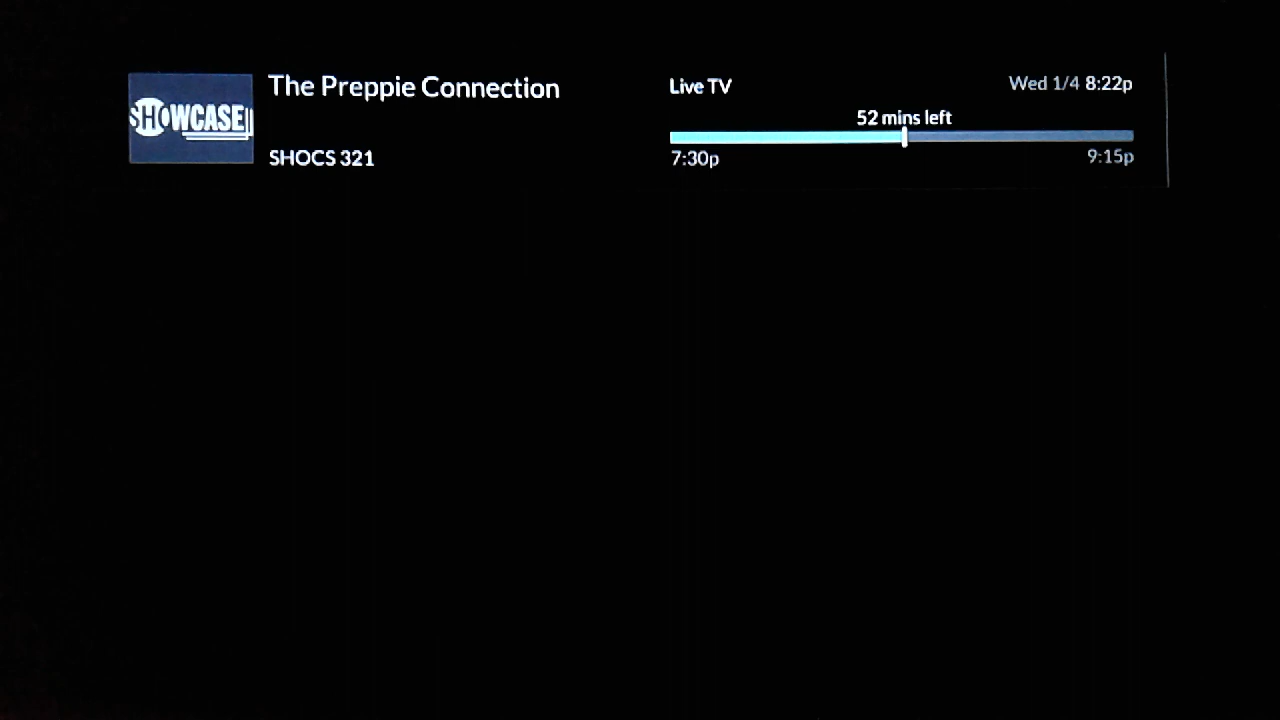 The Preppie Connection
SHOWCASE
SHOCS 321
Live TV
Wed 1/4 8:22p
52 mins left
7:30p
9:15p